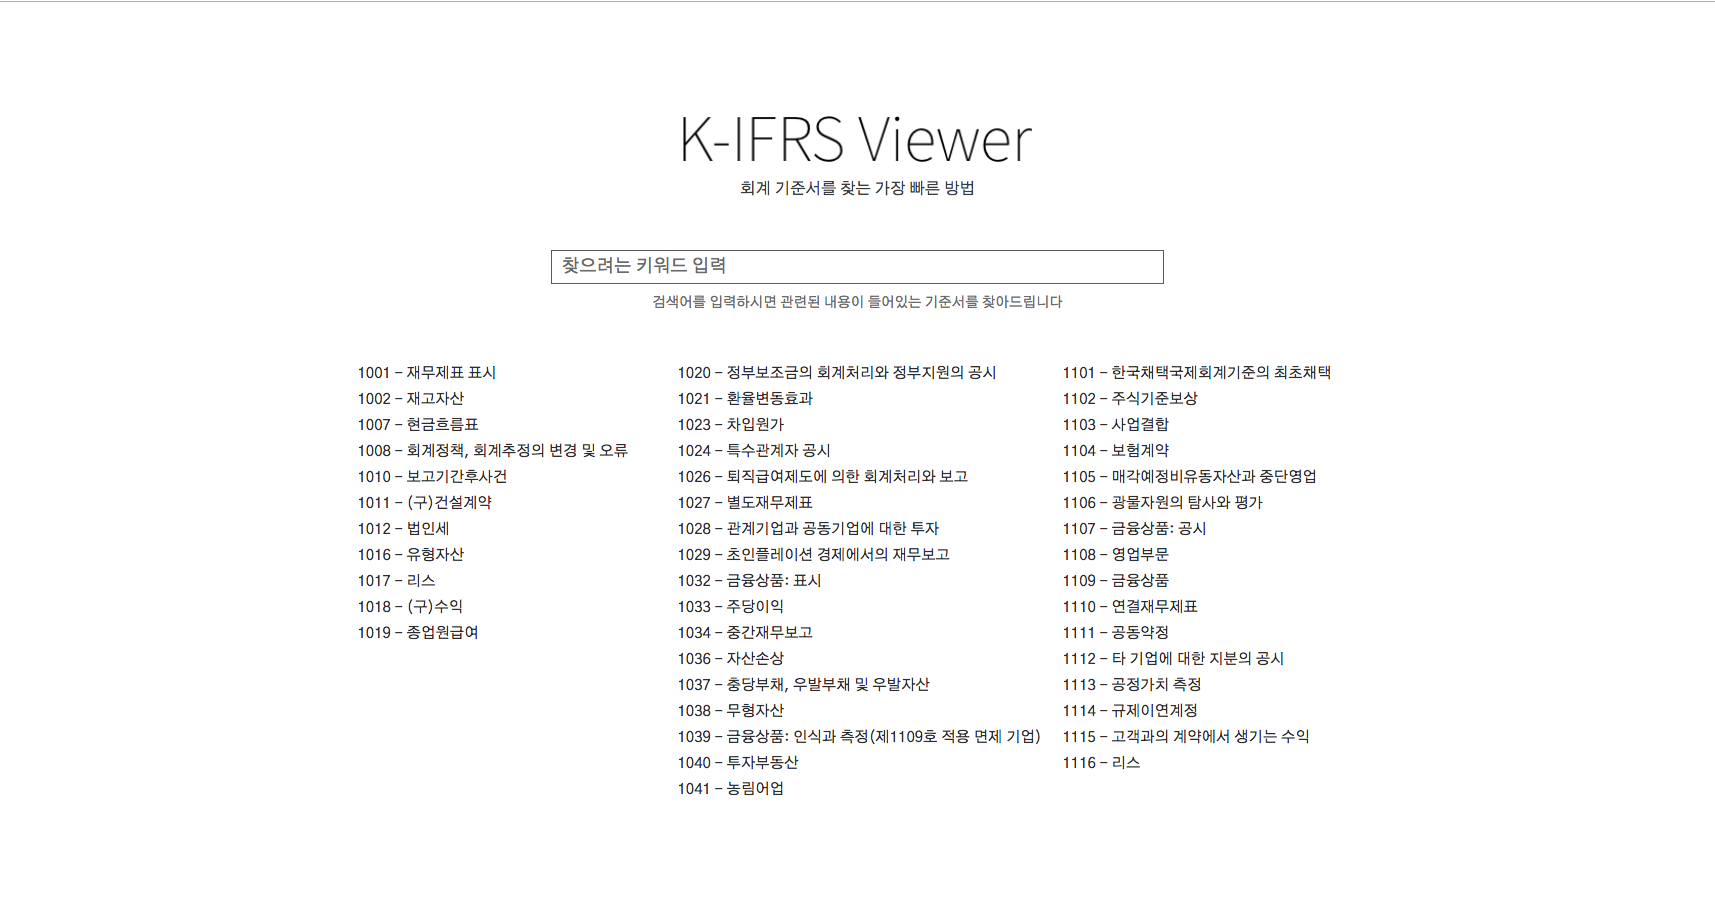 K-IFRS Viewer
회계 기준서를 찾는 가장 빠른 방법
찾으려는 키워드 입력
검색어를 입력하시면 관련된 내용이 들어있는 기준서를 찾아드립니다
1001 - 재무제표 표시
1002 - 재고자산
1007 - 현금흐름표
1008 - 회계정책, 회계추정의 변경 및 오류
1010 - 보고기간후사건
1011 - (구)건설계약
1012 - 법인세
1016 - 유형자산
1017 - 리스
1018 - (구)수익
1019 - 종업원급여
1020 - 정부보조금의 회계처리와 정부지원의 공시
1021 - 환율변동효과
1023 - 차입원가
1024 - 특수관계자 공시
1026 - 퇴직급여제도에 의한 회계처리와 보고
1027 - 별도재무제표
1028 - 관계기업과 공동기업에 대한 투자
1029 - 초인플레이션 경제에서의 재무보고
1032 - 금융상품: 표시
1033 - 주당이익
1034 - 중간재무보고
1036 - 자산손상
1037 - 충당부채, 우발부채 및 우발자산
1038 - 무형자산
1039 - 금융상품: 인식과 측정(제1109호 적용 면제 기업)
1040 - 투자부동산
1041 - 농림어업
1101 - 한국채택국제회계기준의 최초채택
1102 - 주식기준보상
1103 - 사업결합
1104 - 보험계약
1105 - 매각예정비유동자산과 중단영업
1106 - 광물자원의 탐사와 평가
1107 - 금융상품: 공시
1108 - 영업부문
1109 - 금융상품
1110 - 연결재무제표
1111 - 공동약정
1112 - 타 기업에 대한 지분의 공시
1113 - 공정가치 측정
1114 - 규제이연계정
1115 - 고객과의 계약에서 생기는 수익
1116 - 리스